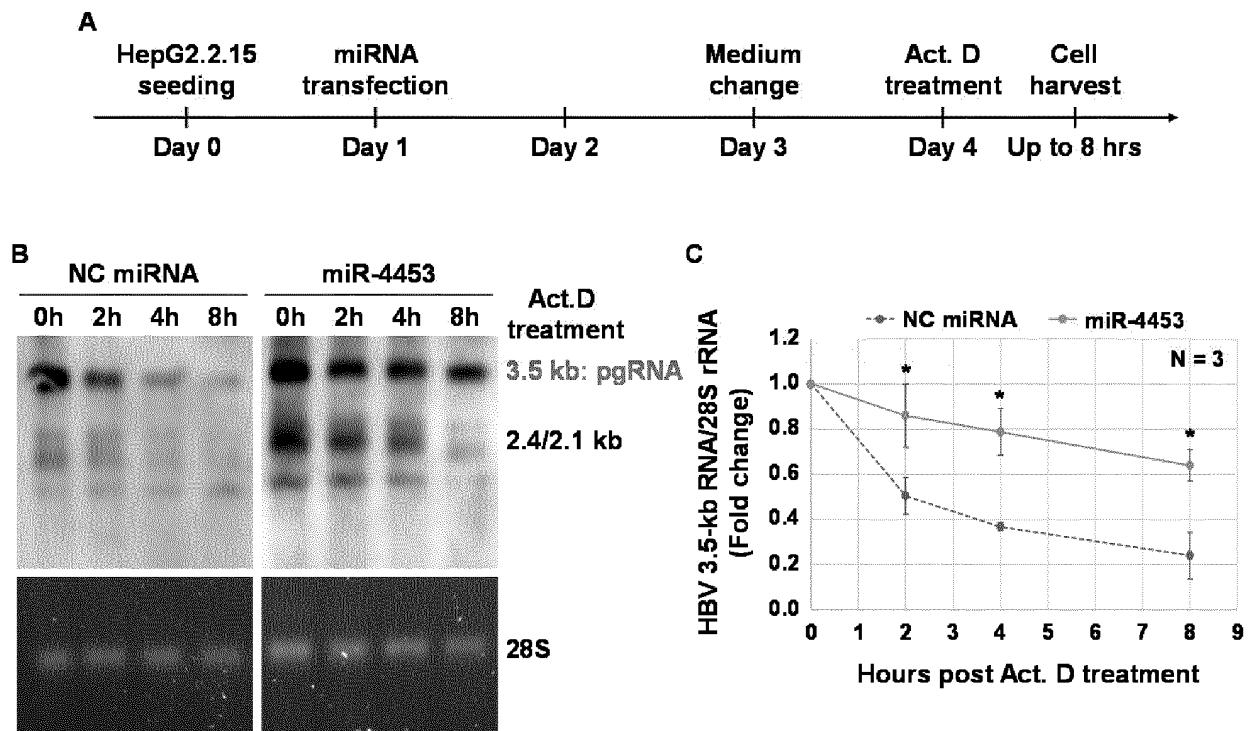 A
HepG2.2.15
seeding
miRNA
transfection
Medium
change
Act. D
treatment
Cell
harvest
Day 0
Day 1
Day 2
Day 3
Day 4
Up to 8 hrs
B
NC miRNA
miR-4453
0h 2h 4h 8h
0h 2h 4h 8h
Act.D
treatment
3.5 kb: pgRNA
2.4/2.1 kb
28S
C
NC miRNA
miR-4453
N = 3
HBV 3.5-kb RNA/28S rRNA
(Fold change)
1.2
1.0
0.8
0.6
0.4
0.2
0.0
*
*
*
0 1 2 3 4 5 6 7 8 9
Hours post Act. D treatment